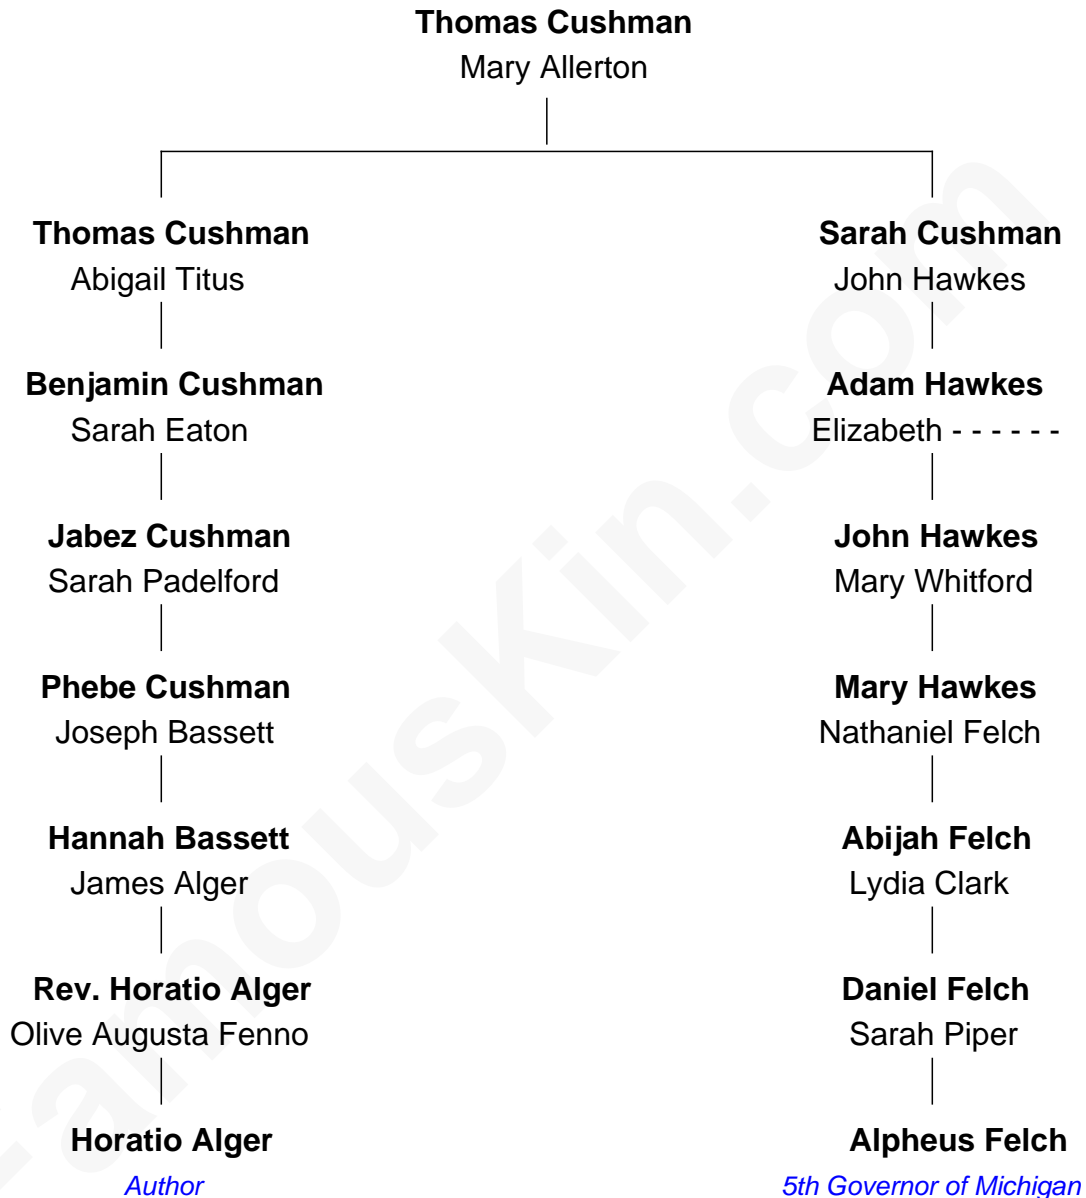 Thomas Cushman
Mary Allerton
Thomas Cushman
Abigail Titus
Benjamin Cushman
Sarah Eaton
Jabez Cushman
Sarah Padelford
Phebe Cushman
Joseph Bassett
Hannah Bassett
James Alger
Rev. Horatio Alger
Olive Augusta Fenno
Horatio Alger
Author
Sarah Cushman
John Hawkes
Adam Hawkes
Elizabeth - - - - - -
John Hawkes
Mary Whitford
Mary Hawkes
Nathaniel Felch
Abijah Felch
Lydia Clark
Daniel Felch
Sarah Piper
Alpheus Felch
5th Governor of Michigan
FamousKin.com